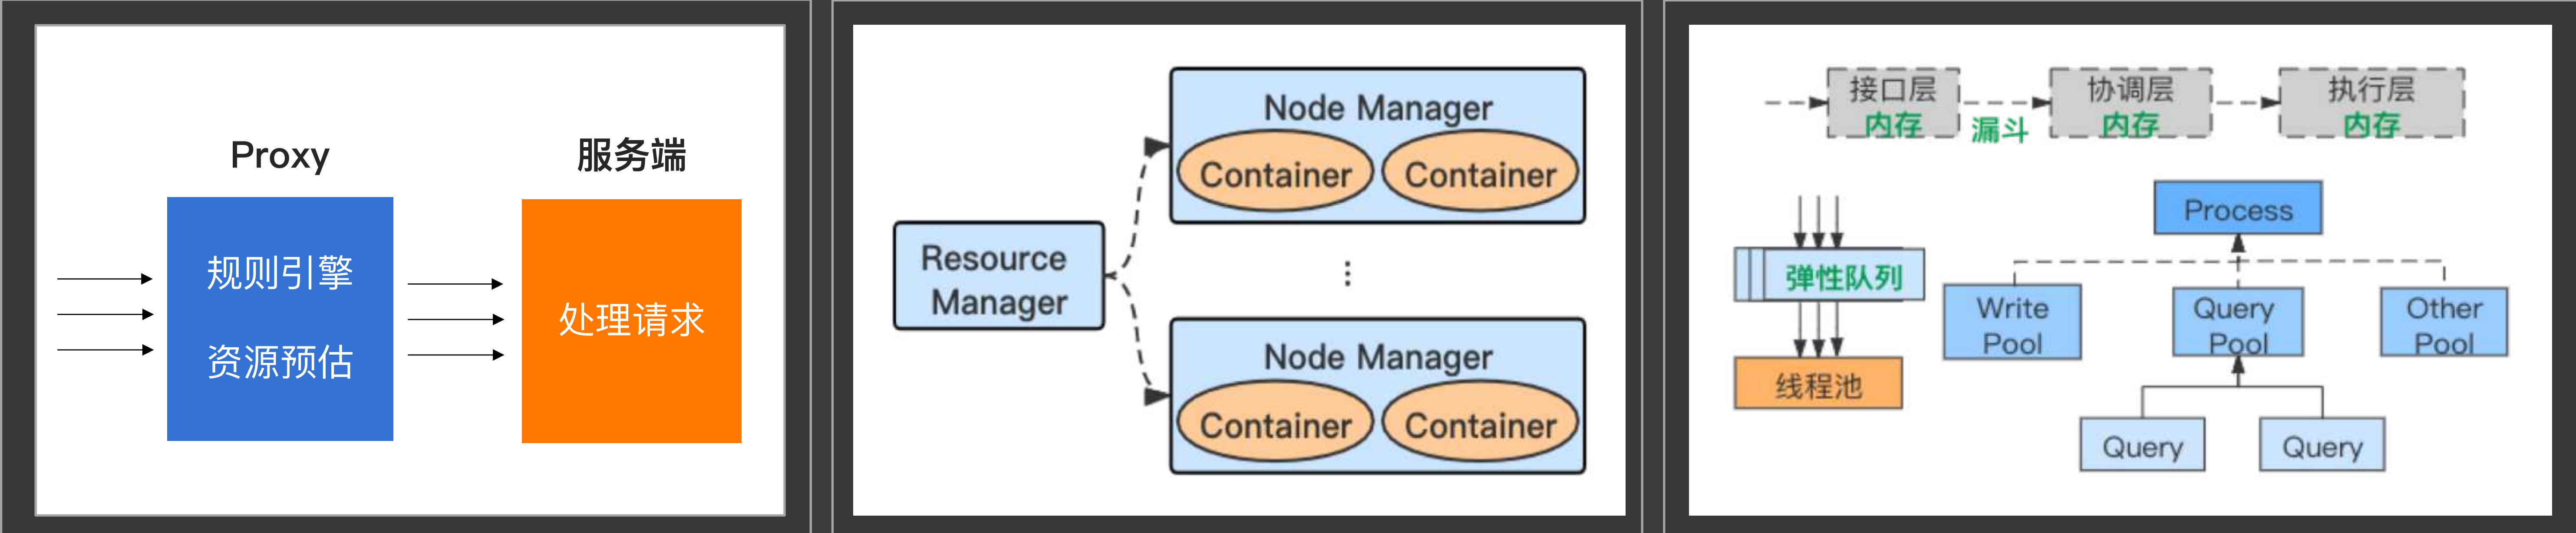 Proxy
服务端
规则引擎
资源预估
处理请求
Resource
Manager
Node Manager
Container
Container
Node Manager
Container
Container
接口层
内存
漏斗
协调层
内存
执行层
内存
弹性队列
线程池
Process
Write
Pool
Query
Pool
Other
Pool
Query
Query